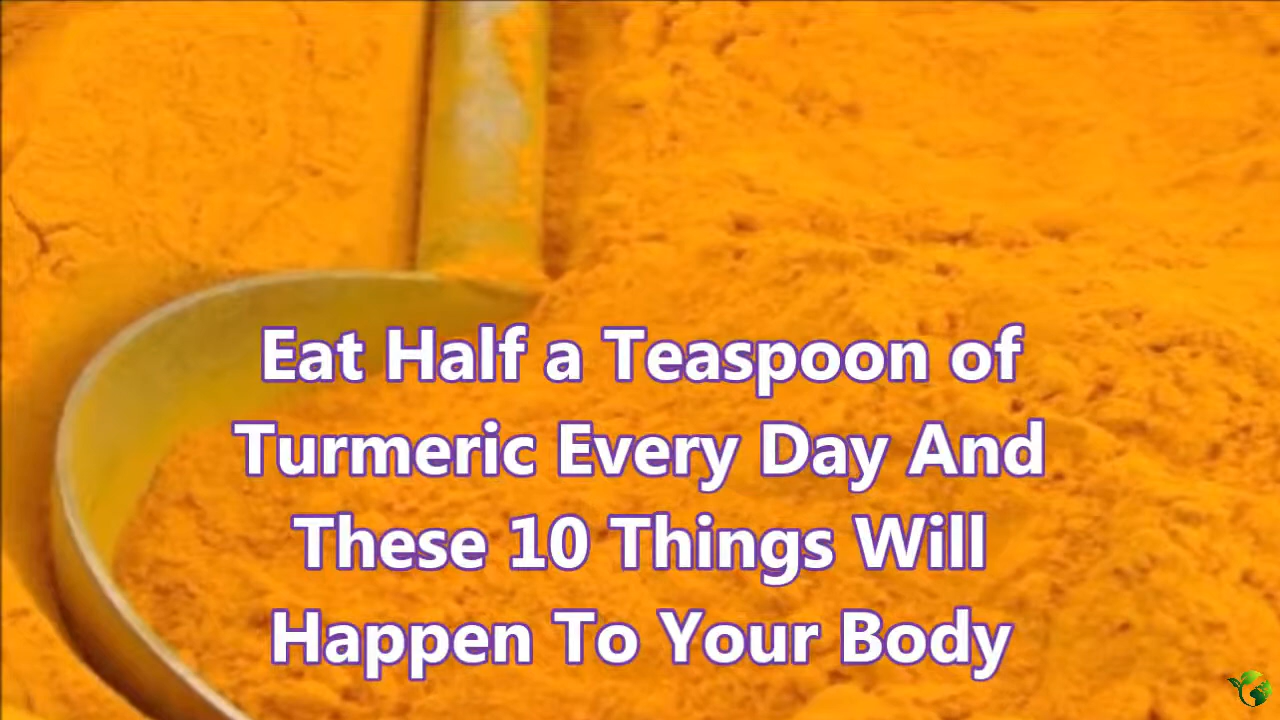 Eat Half a Teaspoon of
Turmeric Every Day And
These 10 Things Will
Happen To Your Body